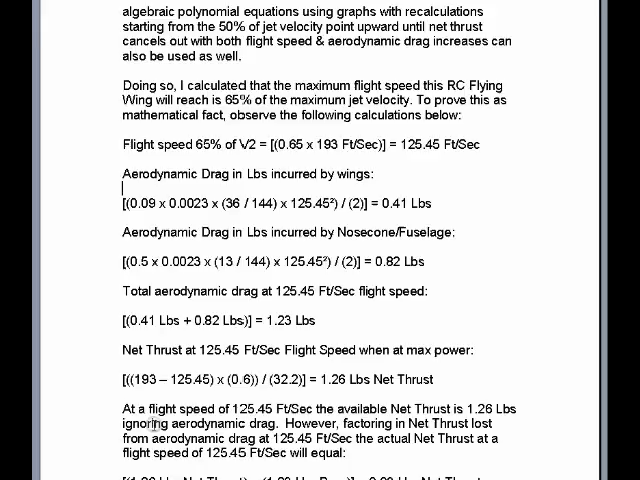 algebraic polynomial equations using graphs with recalculations
starting from the 50% of jet velocity point upward until net thrust
cancels out with both flight speed & aerodynamic drag increases can
also be used as well.
Doing so, I calculated that the maximum flight speed this RC Flying
Wing will reach is 65% of the maximum jet velocity. To prove this as
mathematical fact, observe the following calculations below:
Flight speed 65% of V2 = [(0.65 x 193 Ft/Sec)] = 125.45 Ft/Sec
Aerodynamic Drag in Lbs incurred by wings:
[(0.09 x 0.0023 x (36 / 144) x 125.45²) / (2)] = 0.41 Lbs
Aerodynamic Drag in Lbs incurred by Nosecone/Fuselage:
[(0.5 x 0.0023 x (13 / 144) x 125.45²) / (2)] = 0.82 Lbs
Total aerodynamic drag at 125.45 Ft/Sec flight speed:
[(0.41 Lbs + 0.82 Lbs)] = 1.23 Lbs
Net Thrust at 125.45 Ft/Sec Flight Speed when at max power:
[((193 – 125.45) x (0.6)) / (32.2)] = 1.26 Lbs Net Thrust
At a flight speed of 125.45 Ft/Sec the available Net Thrust is 1.26 Lbs
ignoring aerodynamic drag.  However, factoring in Net Thrust lost
from aerodynamic drag at 125.45 Ft/Sec the actual Net Thrust at a
flight speed of 125.45 Ft/Sec will equal: